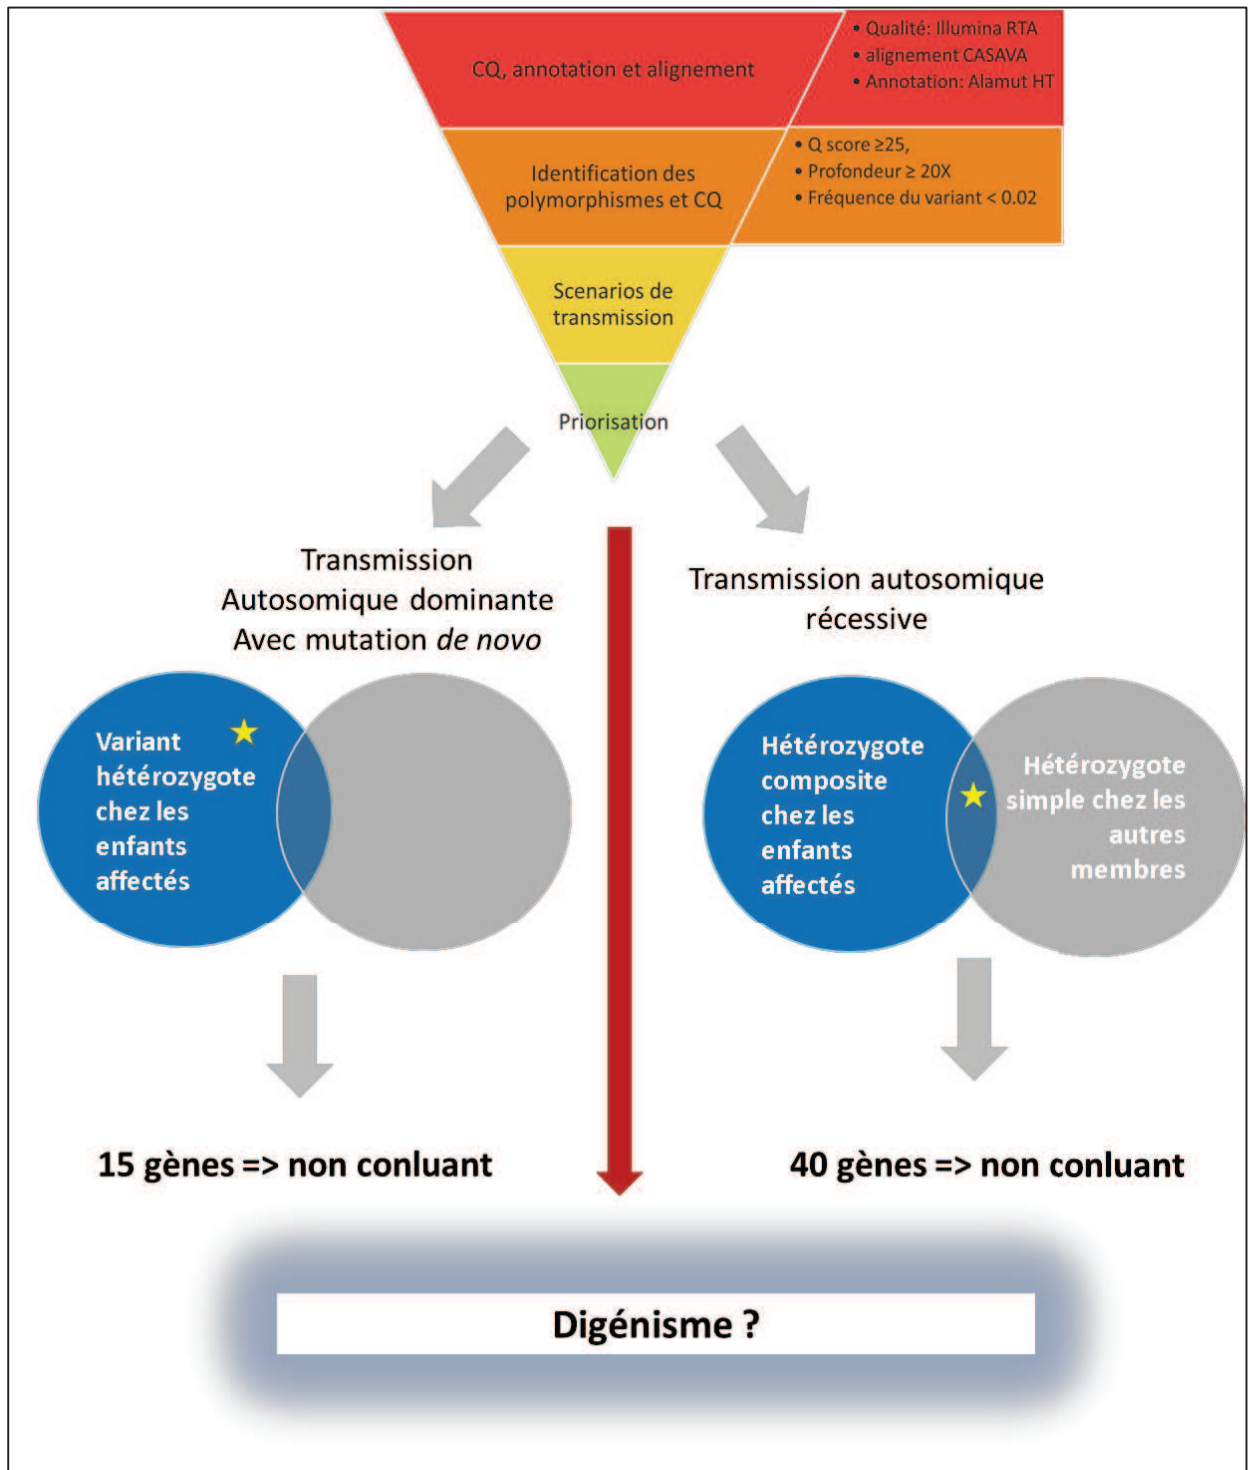 CQ, annotation et alignement
• Qualité: Illumina RTA
• alignement CASAVA
• Annotation: Alamut HT
Identification des
polymorphismes et CQ
• Q score ≥25,
• Profondeur ≥ 20X
• Fréquence du variant < 0.02
Scenarios de
transmission
Priorisation
Transmission
Autosomique dominante
Avec mutation de novo
Transmission autosomique
récessive
Variant
hétérozygote
chez les
enfants
affectés
Hétérozygote
composite
chez les
enfants
affectés
Hétérozygote
simple chez les
autres
membres
15 gènes => non conluant
40 gènes => non conluant
Digénisme ?